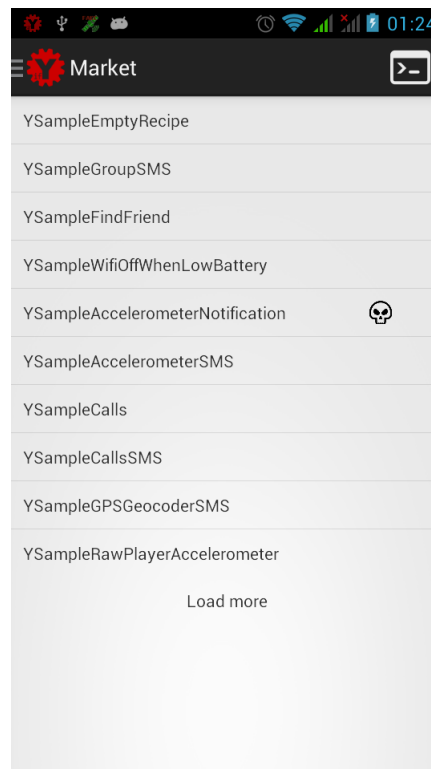 01:24
Market
YSampleEmptyRecipe
YSampleGroupSMS
YSampleFindFriend
YSampleWifiOffWhenLowBattery
YSampleAccelerometerNotification
YSampleAccelerometerSMS
YSampleCalls
YSampleCallsSMS
YSampleGPSGeocoderSMS
YSampleRawPlayerAccelerometer
Load more